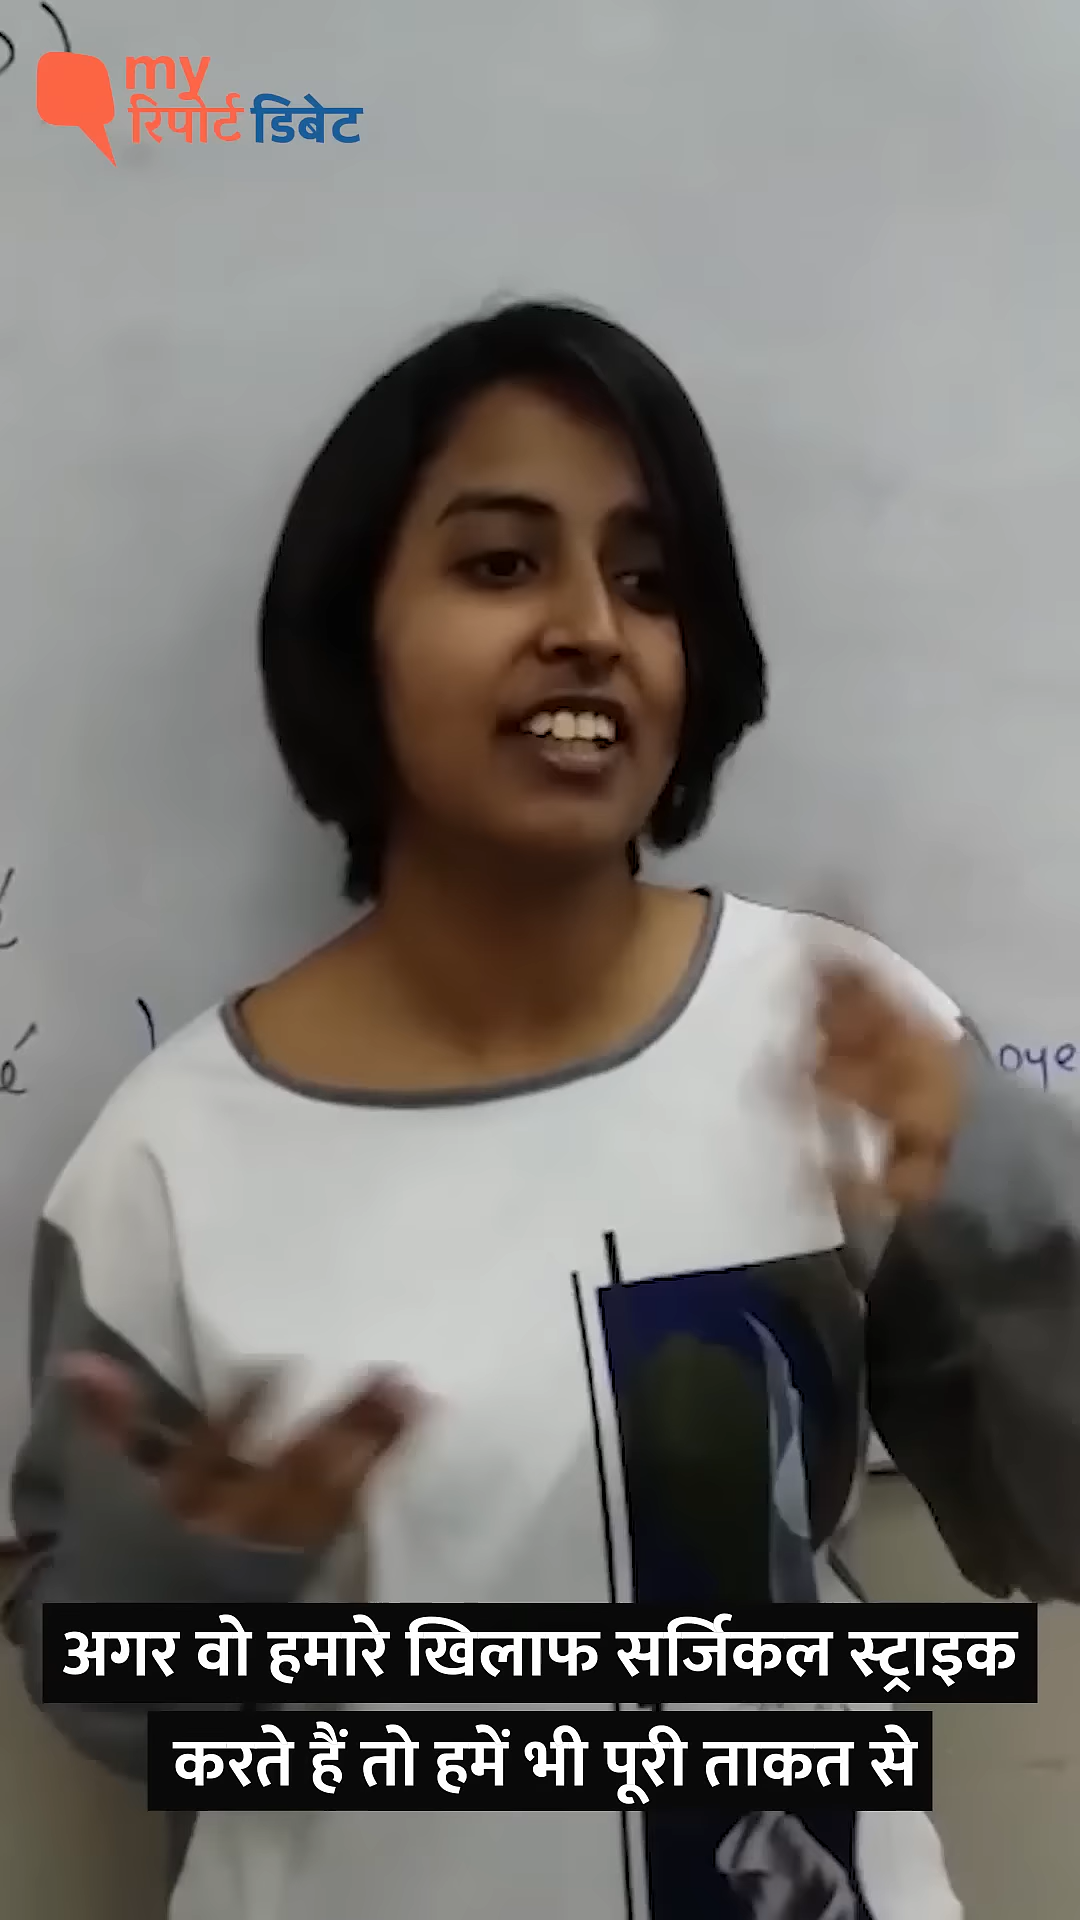 my
रिपोर्ट डिबेट
अगर वो हमारे खिलाफ सर्जिकल स्ट्राइक
करते हैं तो हमें भी पूरी ताकत से